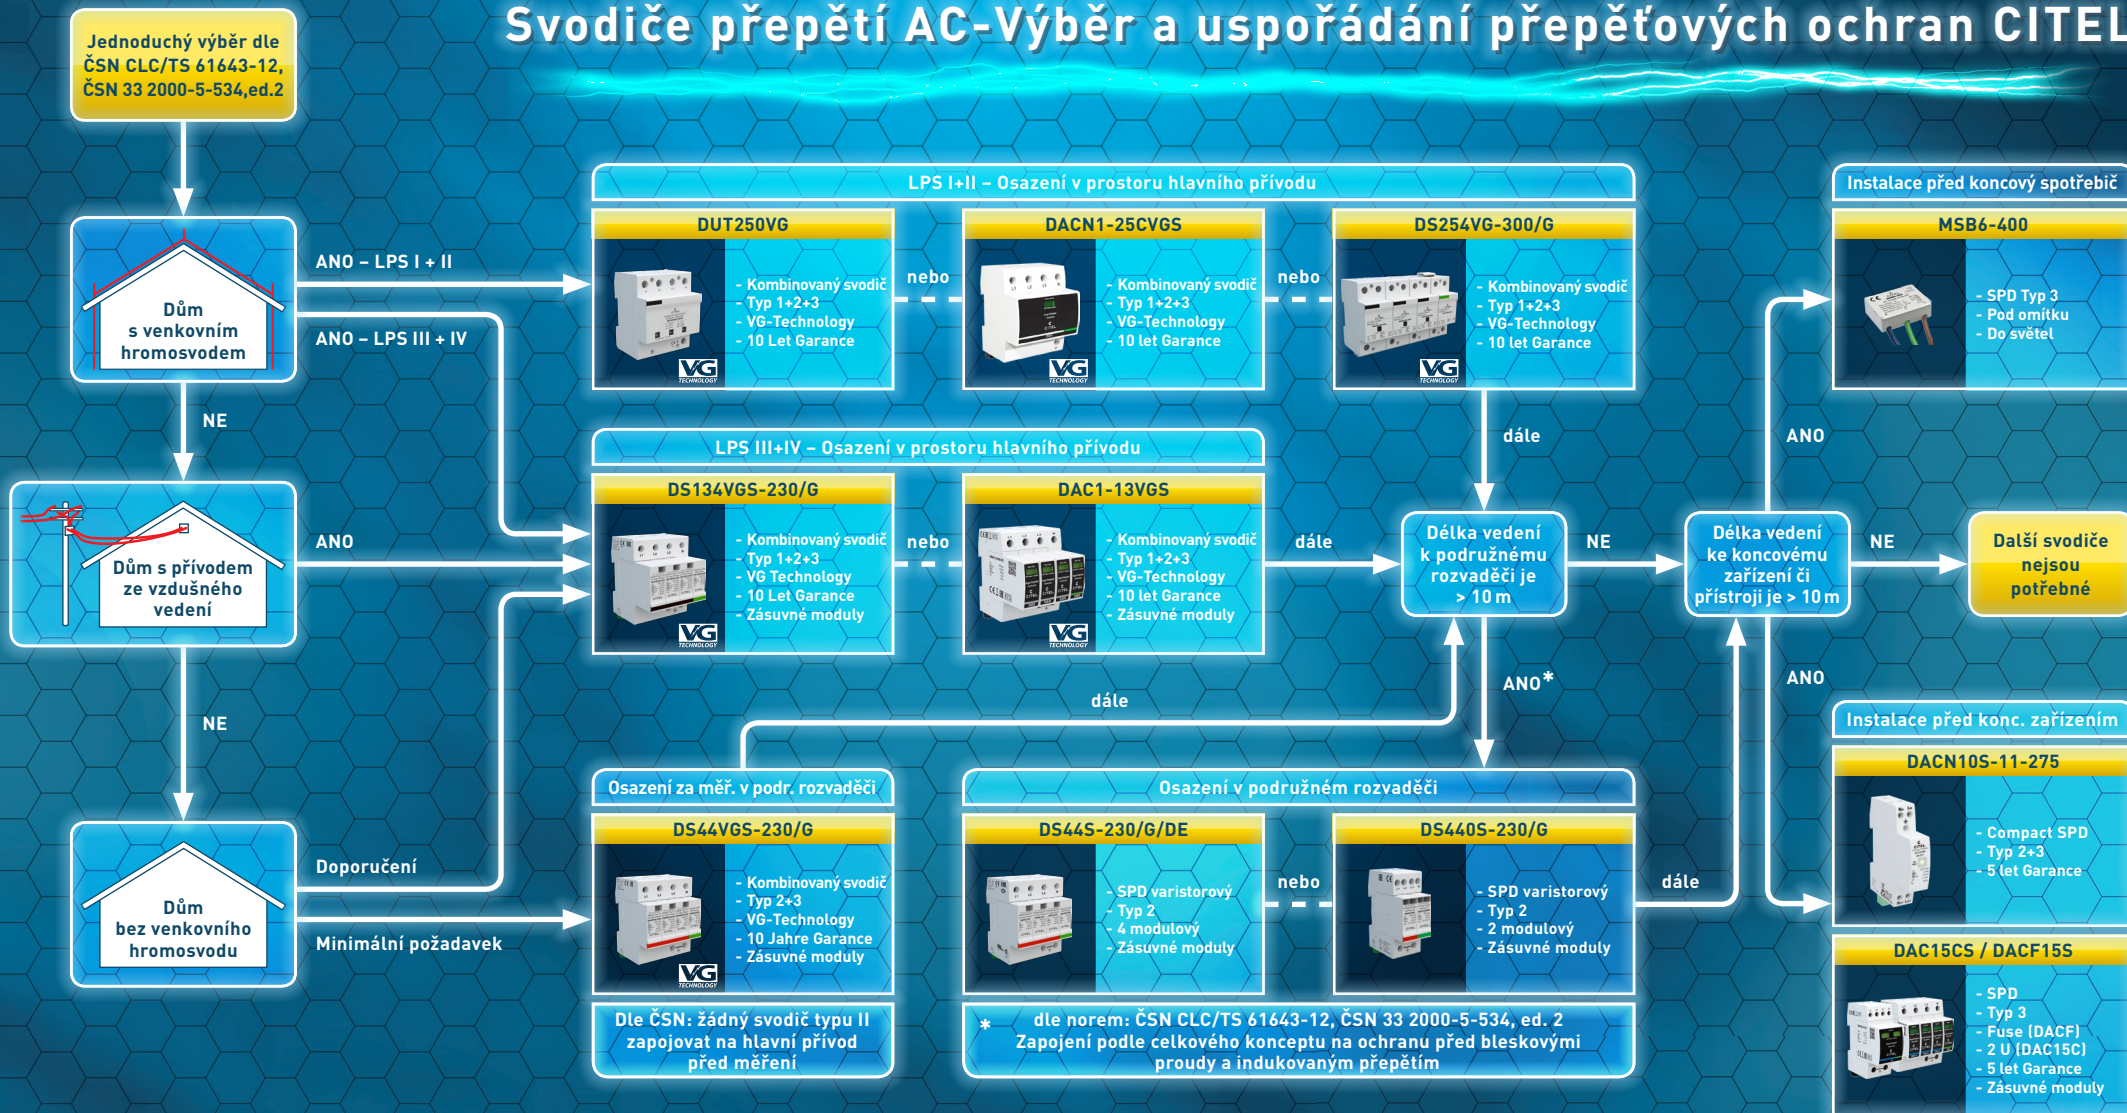 Svodiče přepětí AC-Výběr a uspořádání přepěťových ochran CITEL
Jednoduchý výběr dle
ČSN CLC/TS 61643-12,
ČSN 33 2000-5-534,ed.2
Dům
s venkovním
hromosvodem
ANO – LPS I + II
ANO – LPS III + IV
NE
Dům s přívodem
ze vzdušného
vedení
ANO
NE
Dům
bez venkovního
hromosvodu
Doporučení
Minimální požadavek
LPS I+II – Osazení v prostoru hlavního přívodu
DUT250VG
- Kombinovaný svodič
- Typ 1+2+3
- VG-Technology
- 10 Let Garance
VG
TECHNOLOGY
nebo
DACN1-25CVGS
- Kombinovaný svodič
- Typ 1+2+3
- VG-Technology
- 10 let Garance
VG
TECHNOLOGY
nebo
DS254VG-300/G
- Kombinovaný svodič
- Typ 1+2+3
- VG-Technology
- 10 let Garance
VG
TECHNOLOGY
dále
LPS III+IV – Osazení v prostoru hlavního přívodu
DS134VGS-230/G
- Kombinovaný svodič
- Typ 1+2+3
- VG Technology
- 10 Let Garance
- Zásuvné moduly
VG
TECHNOLOGY
nebo
DAC1-13VGS
- Kombinovaný svodič
- Typ 1+2+3
- VG-Technology
- 10 let Garance
- Zásuvné moduly
VG
TECHNOLOGY
dále
Délka vedení
k podružnému
rozvaděči je
> 10 m
NE
ANO*
Délka vedení
ke koncovému
zařízení či
přístroji je > 10 m
ANO
NE
ANO
Další svodiče
nejsou
potřebné
dále
Osazení za měř. v podr. rozvaděči
DS44VGS-230/G
- Kombinovaný svodič
- Typ 2+3
- VG-Technology
- 10 Jahre Garance
- Zásuvné moduly
VG
TECHNOLOGY
Dle ČSN: žádný svodič typu II
zapojovat na hlavní přívod
před měření
Osazení v podružném rozvaděči
DS44S-230/G/DE
- SPD varistorový
- Typ 2
- 4 modulový
- Zásuvné moduly
nebo
DS440S-230/G
- SPD varistorový
- Typ 2
- 2 modulový
- Zásuvné moduly
dále
* dle norem: ČSN CLC/TS 61643-12, ČSN 33 2000-5-534, ed. 2
Zapojení podle celkového konceptu na ochranu před bleskovými
proudy a indukovaným přepětím
Instalace před koncový spotřebič
MSB6-400
- SPD Typ 3
- Pod omítku
- Do světel
Instalace před konc. zařízením
DACN10S-11-275
- Compact SPD
- Typ 2+3
- 5 let Garance
DAC15CS / DACF15S
- SPD
- Typ 3
- Fuse (DACF)
- 2 U (DAC15C)
- 5 let Garance
- Zásuvné moduly